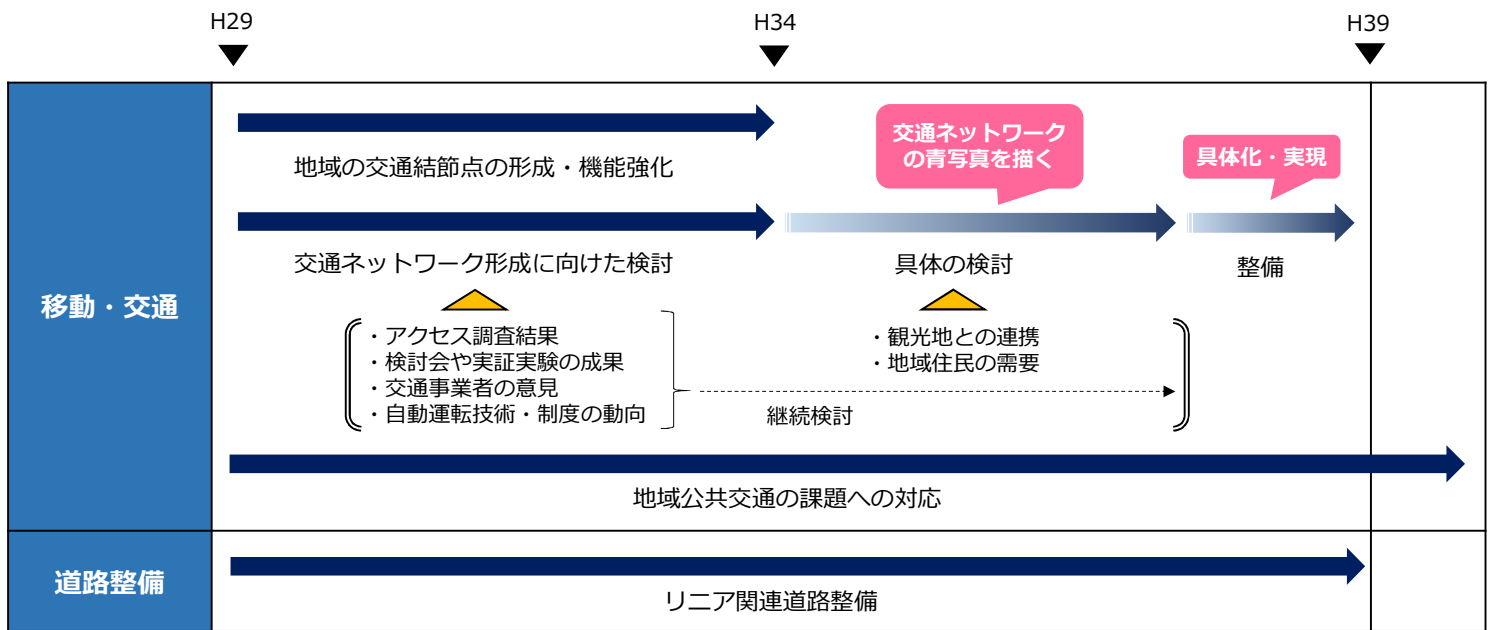 H29
H34
H39
移動・交通
地域の交通結節点の形成・機能強化
交通ネットワーク
の青写真を描く
具体化・実現
交通ネットワーク形成に向けた検討
具体の検討
整備
・アクセス調査結果
・検討会や実証実験の成果
・交通事業者の意見
・自動運転技術・制度の動向
・観光地との連携
・地域住民の需要
継続検討
地域公共交通の課題への対応
道路整備
リニア関連道路整備